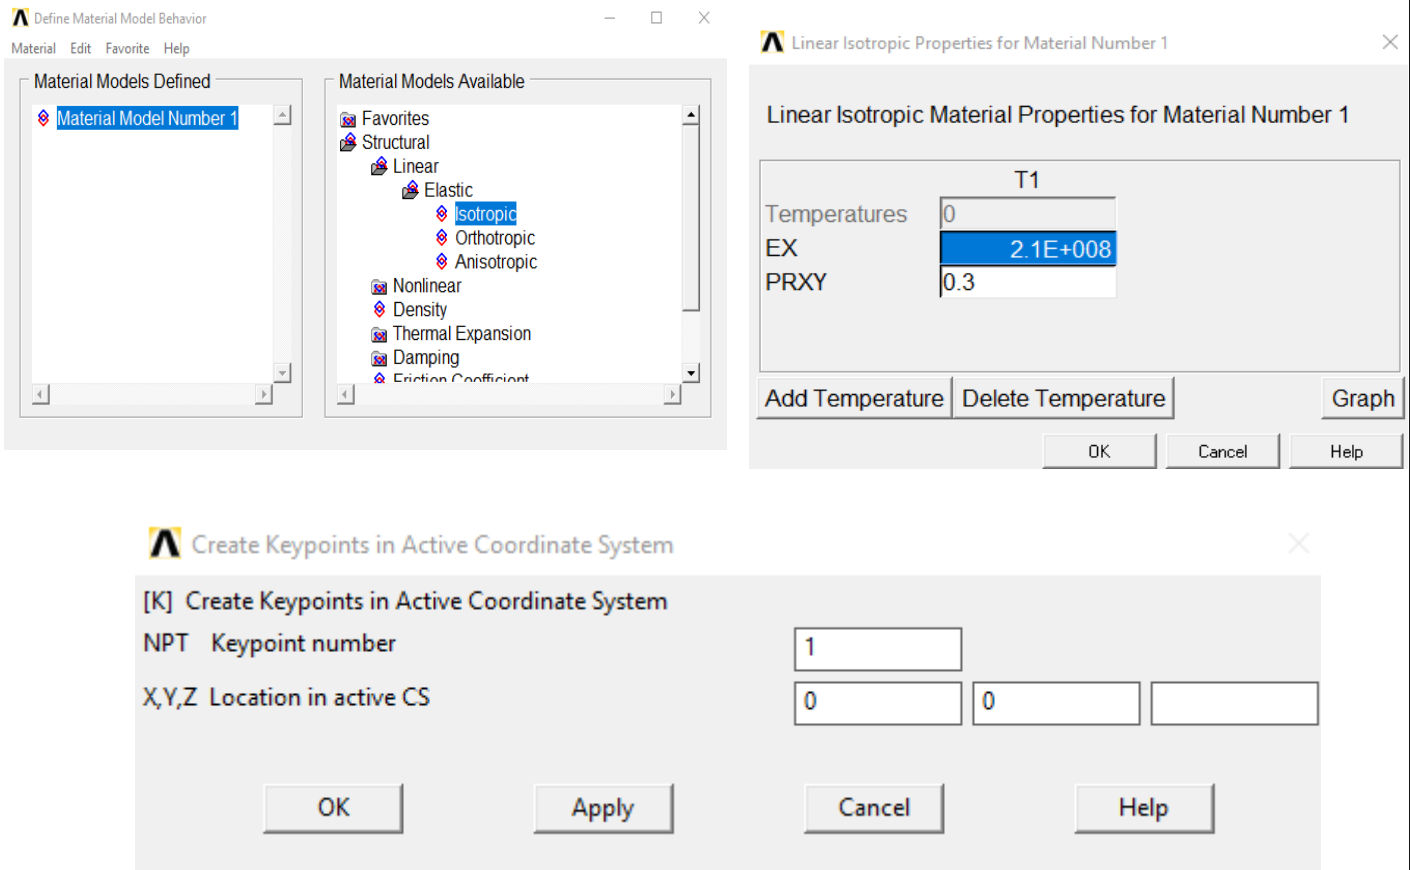 Define Material Model Behavior
Material Edit Favorite Help
Material Models Defined
Material Model Number 1
Material Models Available
Favorites
Structural
Linear
Elastic
Isotropic
Orthotropic
Anisotropic
Nonlinear
Density
Thermal Expansion
Damping
Friction Coefficient
Linear Isotropic Properties for Material Number 1
Linear Isotropic Material Properties for Material Number 1
T1
Temperatures 0
EX 2.1E+008
PRXY 0.3
Add Temperature Delete Temperature Graph
OK Cancel Help
Create Keypoints in Active Coordinate System
[K] Create Keypoints in Active Coordinate System
NPT Keypoint number 1
X,Y,Z Location in active CS 0 0
OK Apply Cancel Help